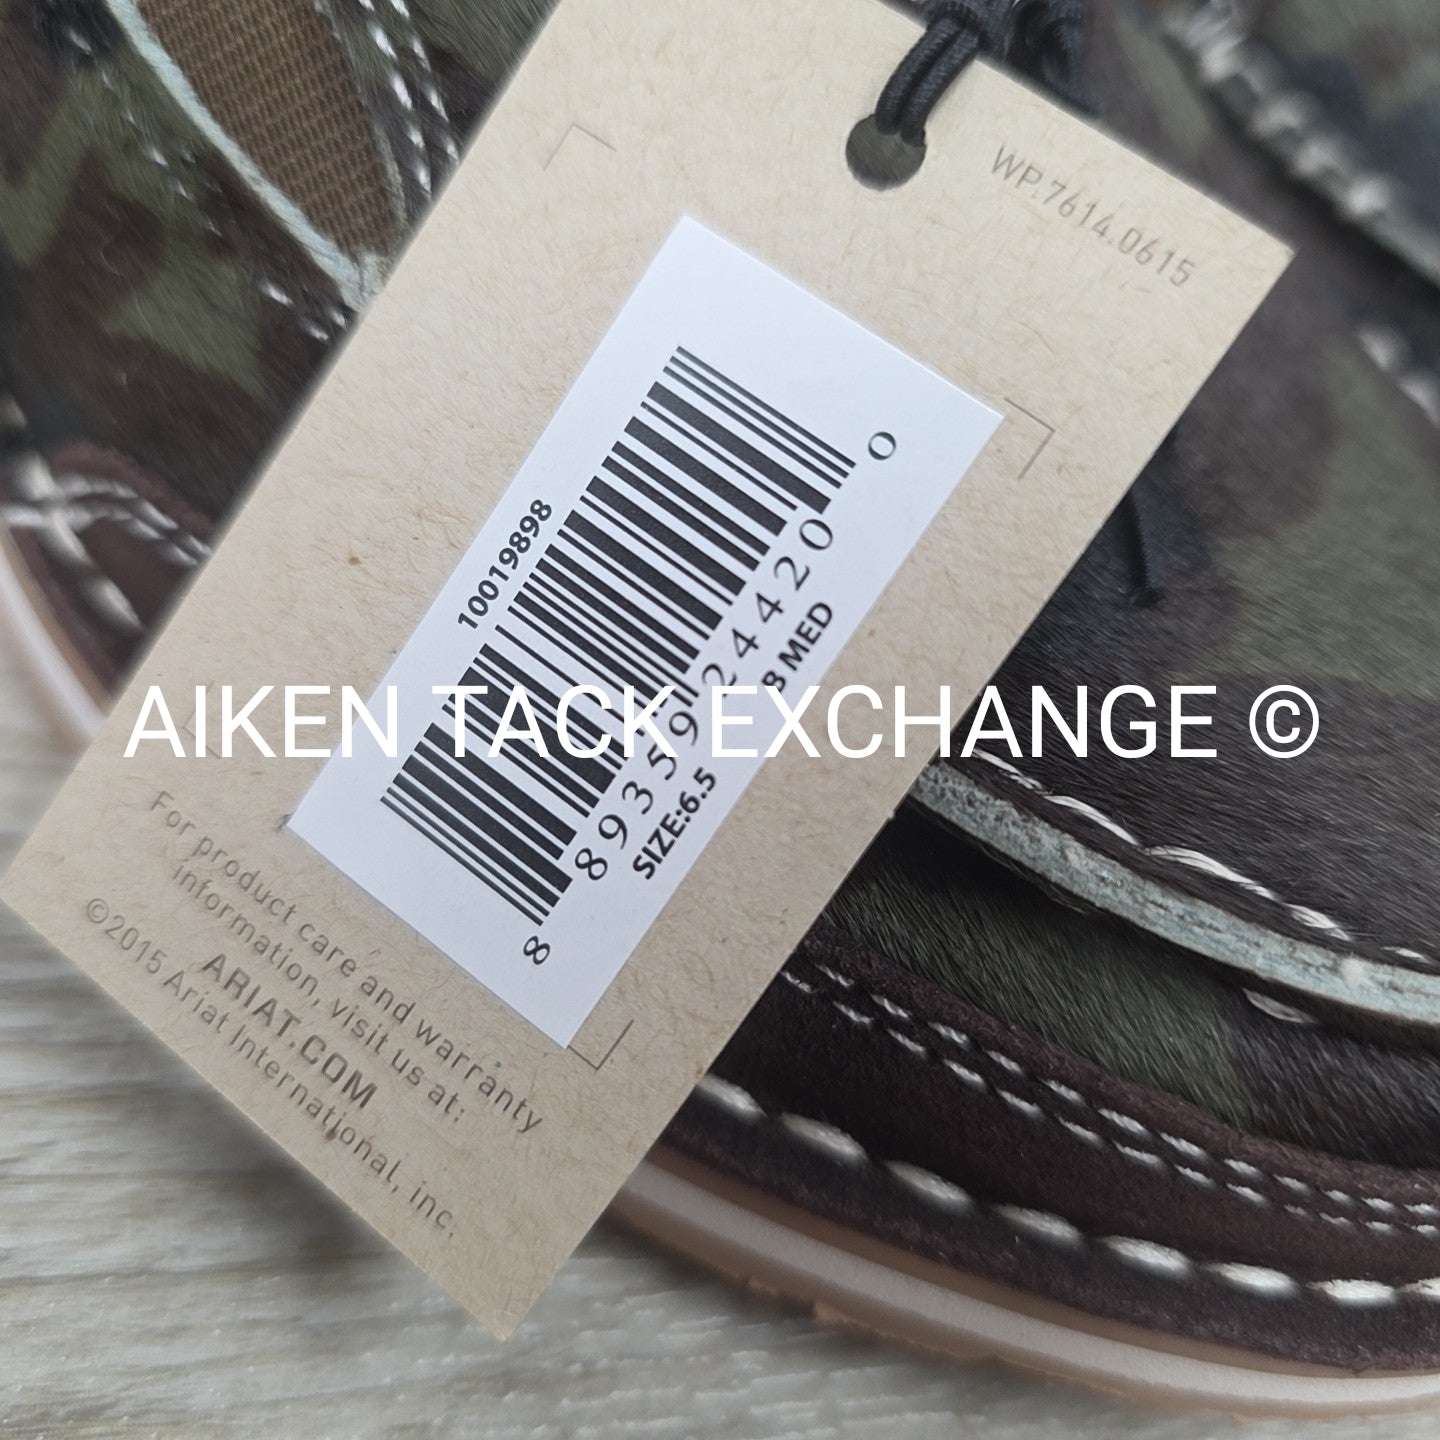 WP.7614.0615
10019898
8 89359 24420 0
SIZE:6.5 B MED
AIKEN TACK EXCHANGE ©
For product care and warranty
information, visit us at:
ARIAT.COM
©2015 Ariat International, inc.